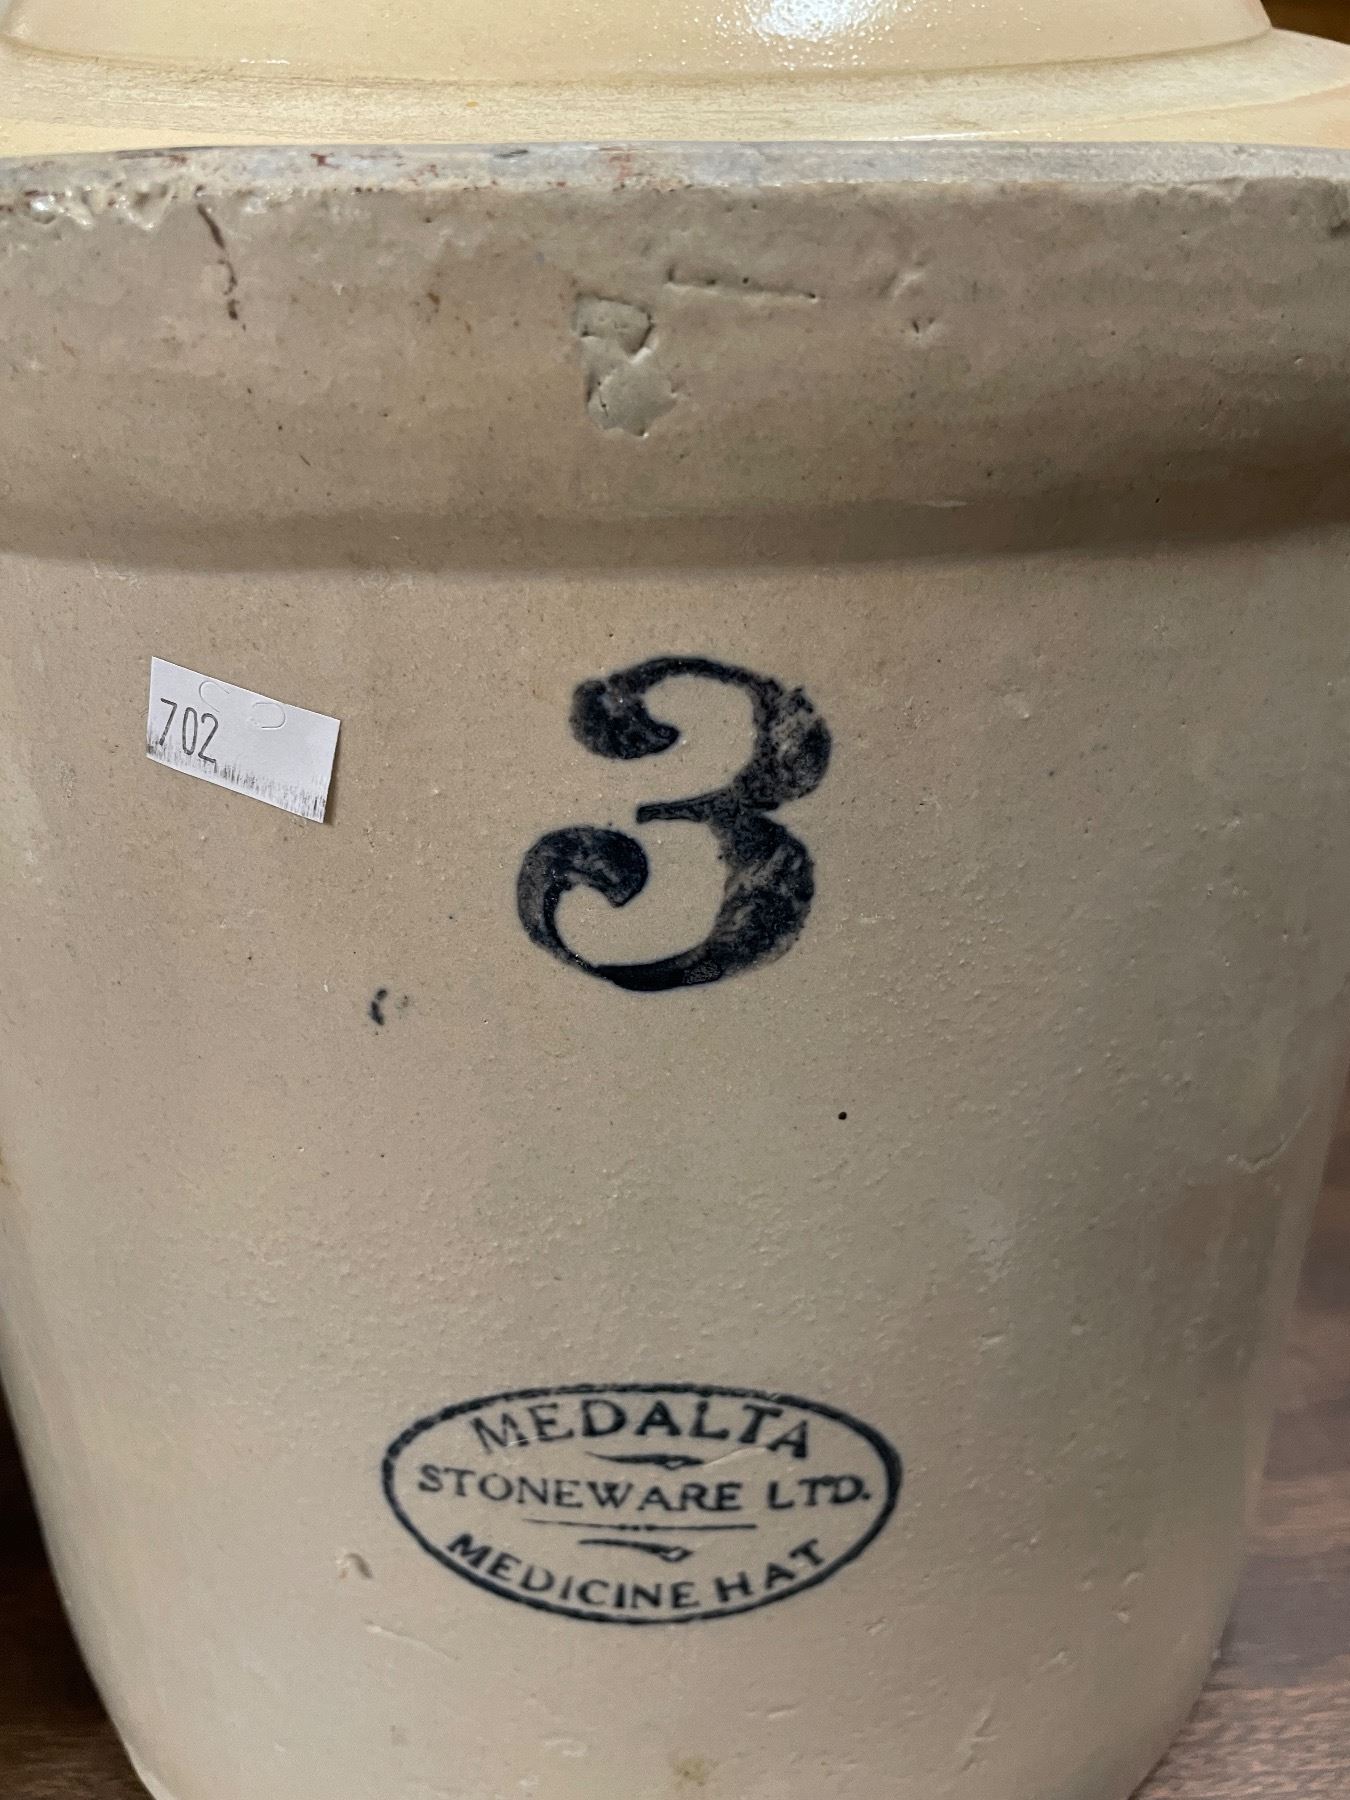 702
3
MEDALTA
STONEWARE LTD.
MEDICINE HAT